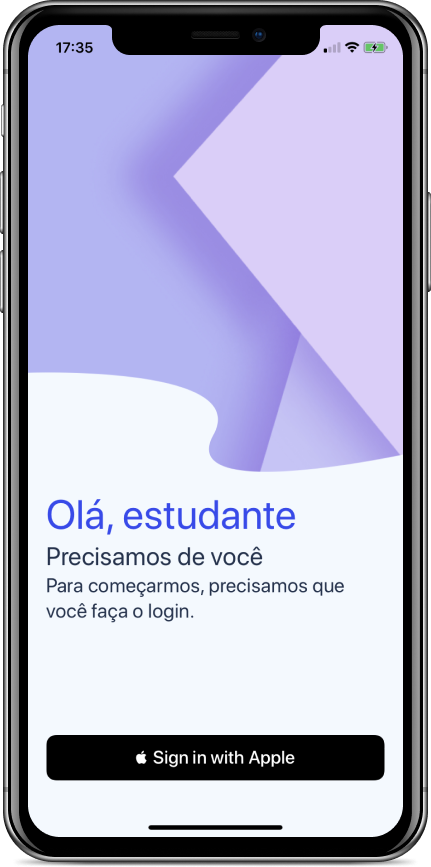 17:35
Olá, estudante
Precisamos de você
Para começarmos, precisamos que
você faça o login.
Sign in with Apple